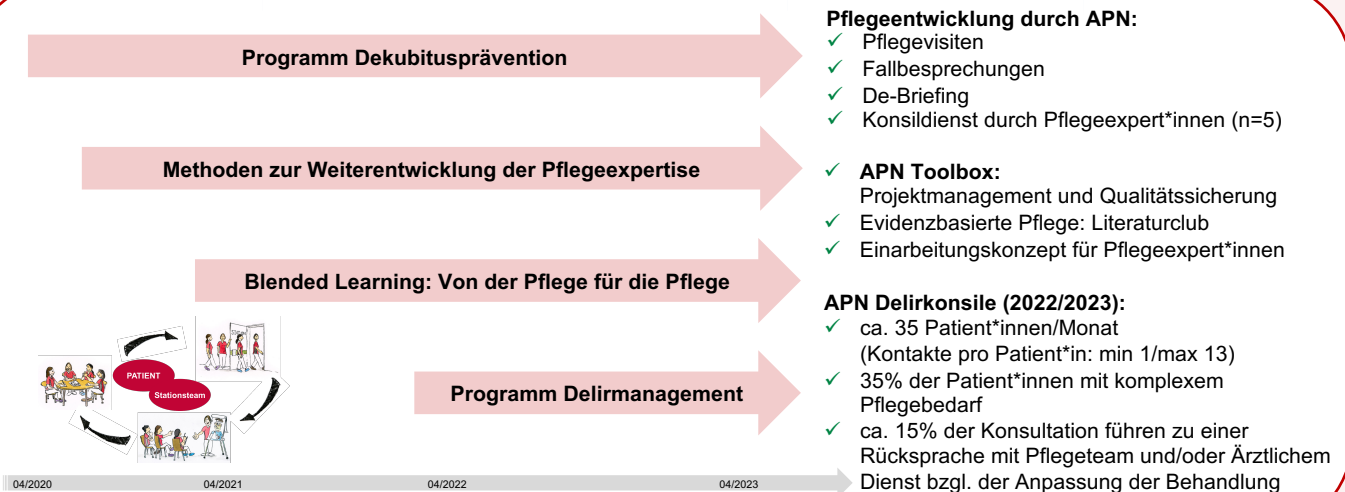 Programm Dekubitusprävention
Methoden zur Weiterentwicklung der Pflegeexpertise
Blended Learning: Von der Pflege für die Pflege
Programm Delirmanagement
PATIENT
Stationsteam
04/2020
04/2021
04/2022
04/2023
Pflegeentwicklung durch APN:
✓ Pflegevisiten
✓ Fallbesprechungen
✓ De-Briefing
✓ Konsildienst durch Pflegeexpert*innen (n=5)
✓ APN Toolbox:
Projektmanagement und Qualitätssicherung
✓ Evidenzbasierte Pflege: Literaturclub
✓ Einarbeitungskonzept für Pflegeexpert*innen
APN Delirkonsile (2022/2023):
✓ ca. 35 Patient*innen/Monat
(Kontakte pro Patient*in: min 1/max 13)
✓ 35% der Patient*innen mit komplexem
Pflegebedarf
✓ ca. 15% der Konsultation führen zu einer
Rücksprache mit Pflegeteam und/oder Ärztlichem
Dienst bzgl. der Anpassung der Behandlung